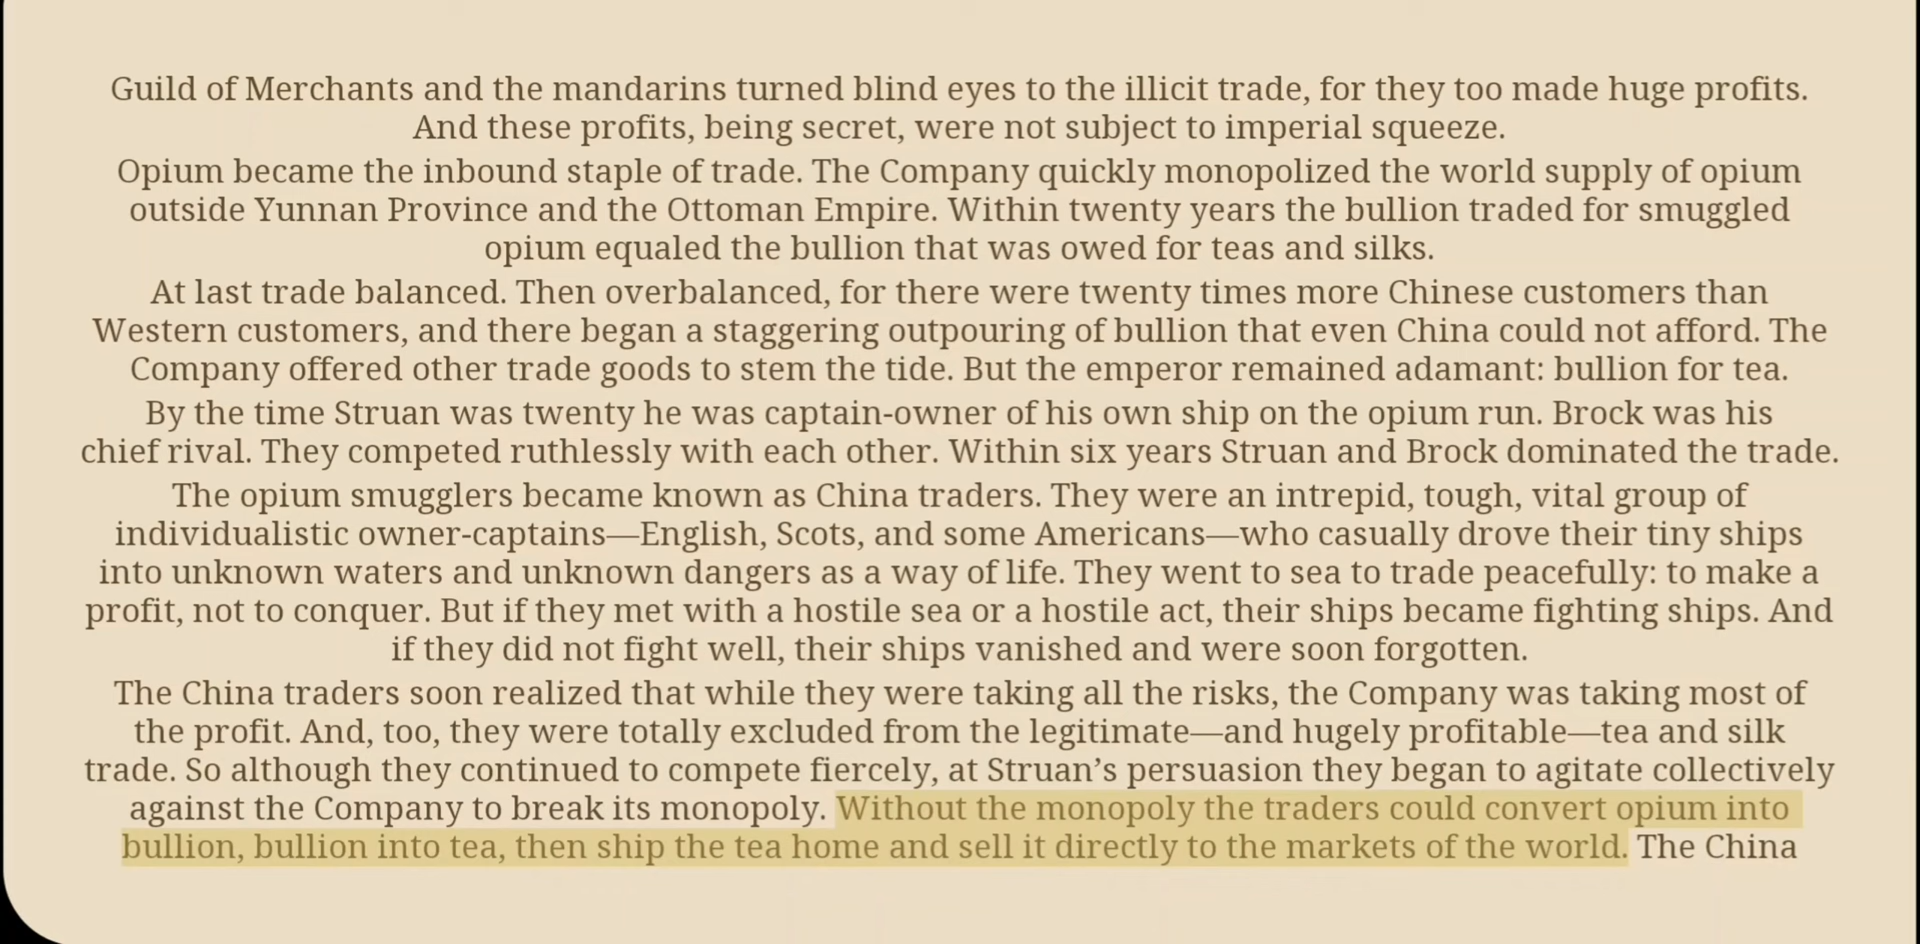 Guild of Merchants and the mandarins turned blind eyes to the illicit trade, for they too made huge profits.
And these profits, being secret, were not subject to imperial squeeze.
Opium became the inbound staple of trade. The Company quickly monopolized the world supply of opium
outside Yunnan Province and the Ottoman Empire. Within twenty years the bullion traded for smuggled
opium equaled the bullion that was owed for teas and silks.
At last trade balanced. Then overbalanced, for there were twenty times more Chinese customers than
Western customers, and there began a staggering outpouring of bullion that even China could not afford. The
Company offered other trade goods to stem the tide. But the emperor remained adamant: bullion for tea.
By the time Struan was twenty he was captain-owner of his own ship on the opium run. Brock was his
chief rival. They competed ruthlessly with each other. Within six years Struan and Brock dominated the trade.
The opium smugglers became known as China traders. They were an intrepid, tough, vital group of
individualistic owner-captains—English, Scots, and some Americans—who casually drove their tiny ships
into unknown waters and unknown dangers as a way of life. They went to sea to trade peacefully: to make a
profit, not to conquer. But if they met with a hostile sea or a hostile act, their ships became fighting ships. And
if they did not fight well, their ships vanished and were soon forgotten.
The China traders soon realized that while they were taking all the risks, the Company was taking most of
the profit. And, too, they were totally excluded from the legitimate—and hugely profitable—tea and silk
trade. So although they continued to compete fiercely, at Struan’s persuasion they began to agitate collectively
against the Company to break its monopoly. Without the monopoly the traders could convert opium into
bullion, bullion into tea, then ship the tea home and sell it directly to the markets of the world. The China